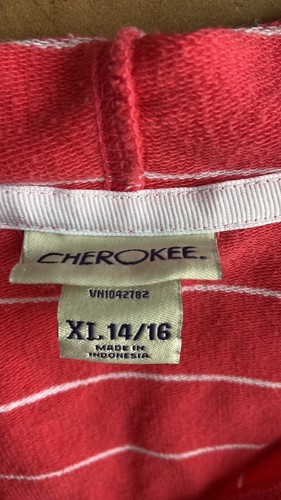 CHEROKEE.
VN1042782
XL 14/16
MADE IN
INDONESIA